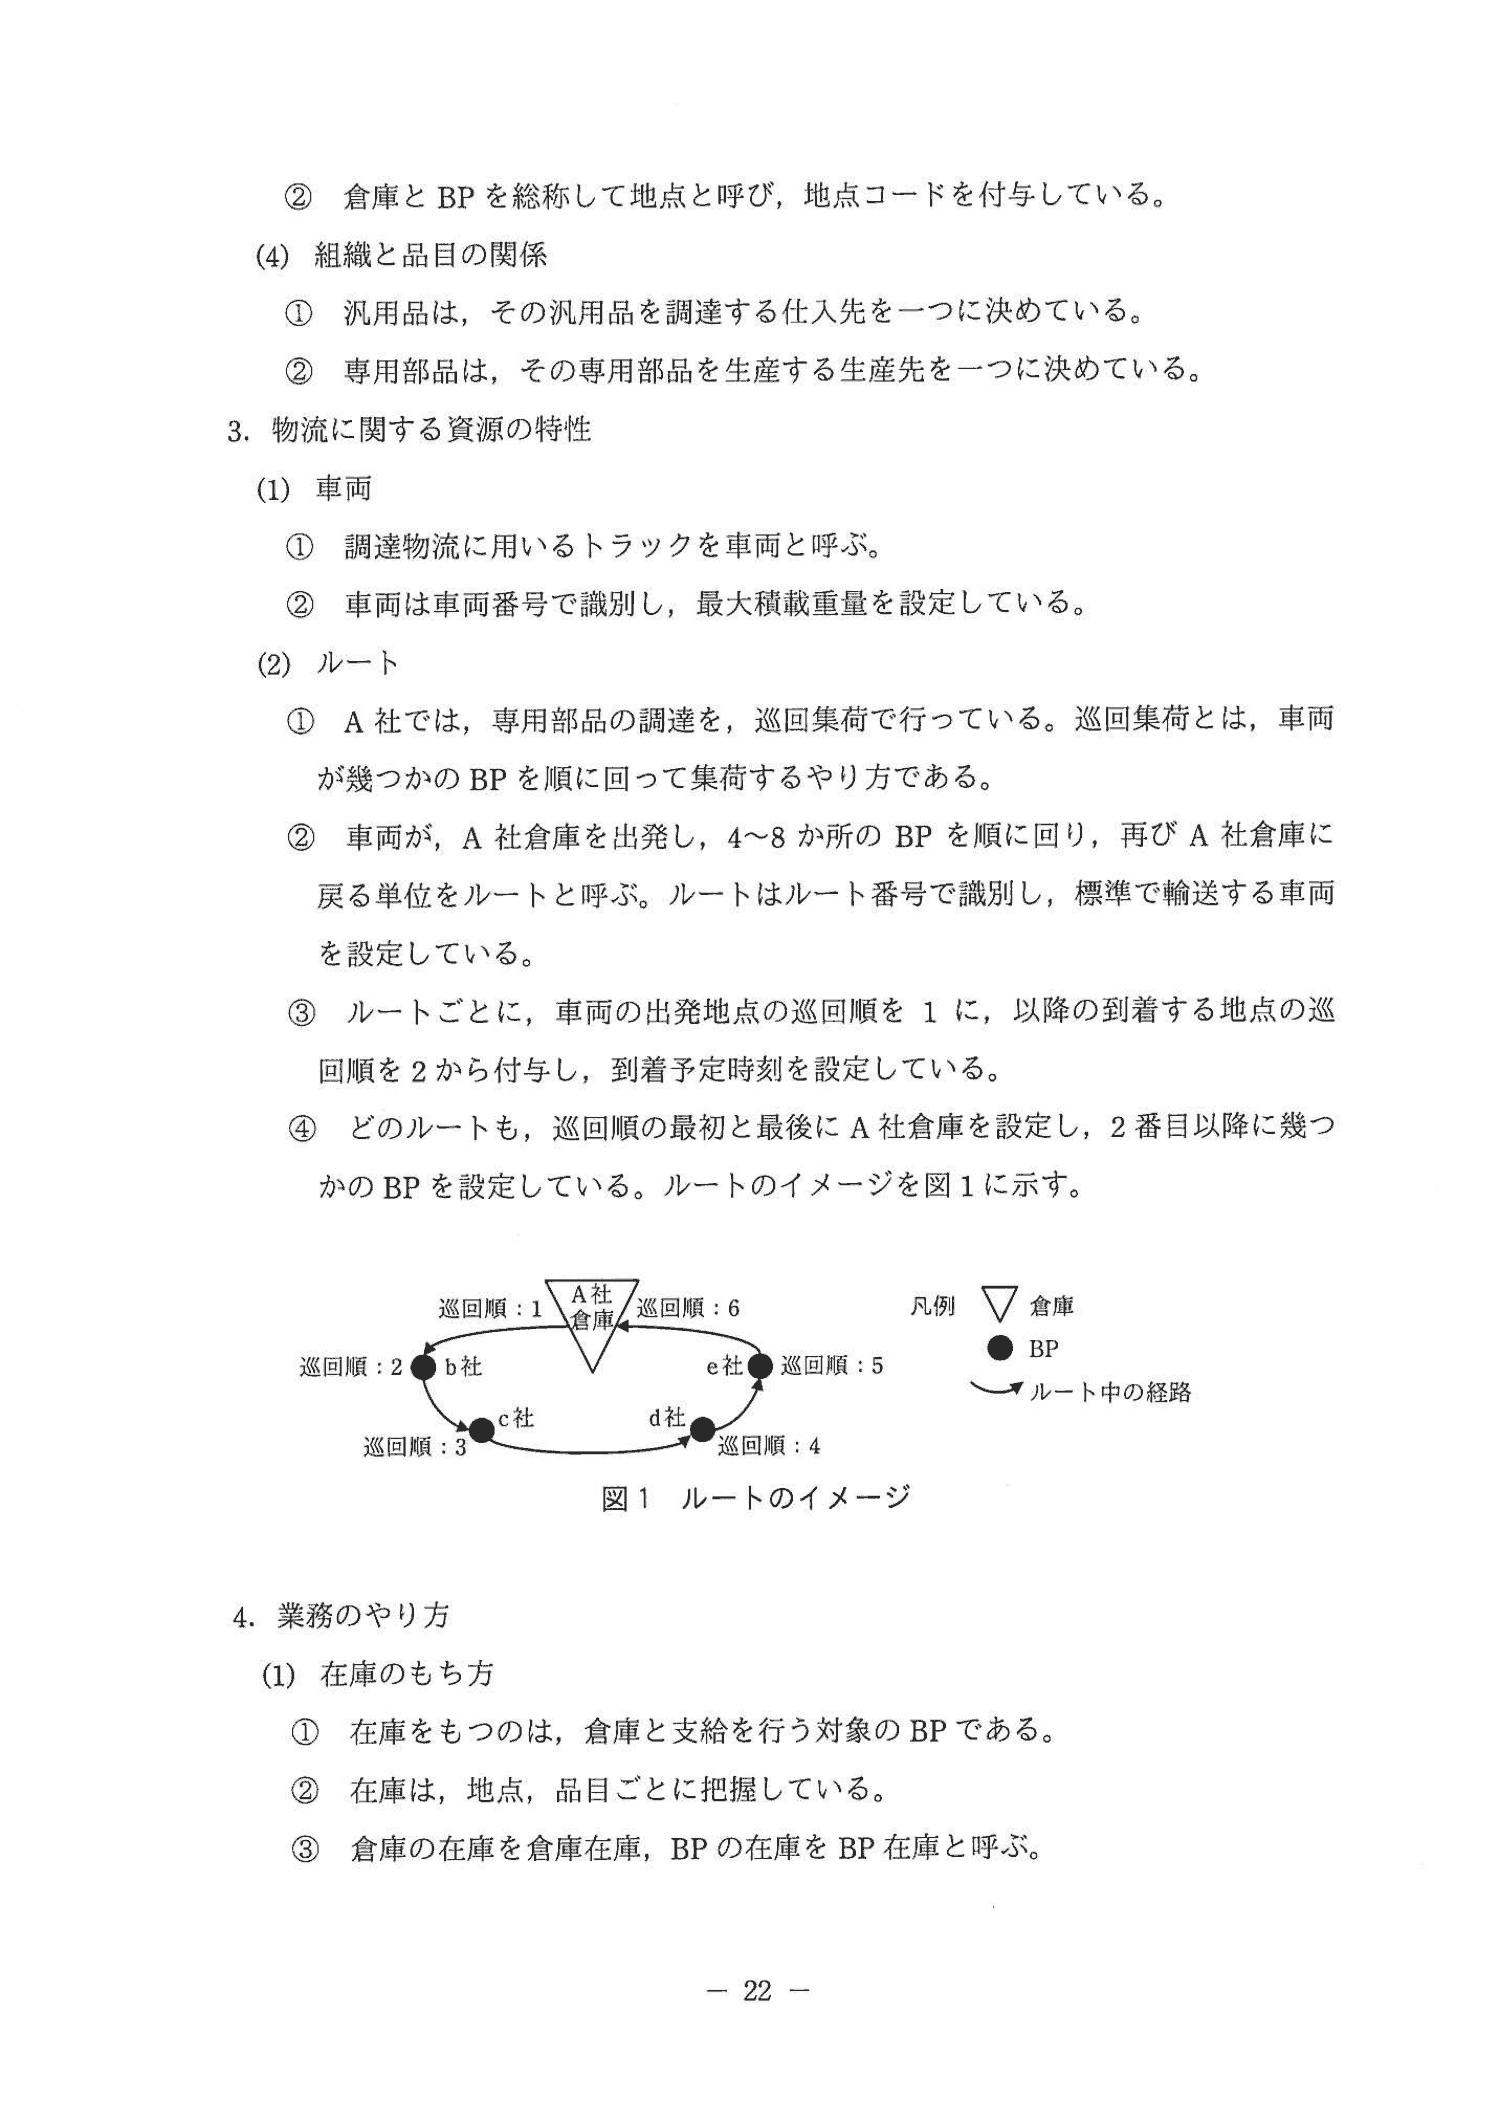 ② 倉庫と BP を総称して地点と呼び，地点コードを付与している。
(4) 組織と品目の関係
① 汎用品は，その汎用品を調達する仕入先を一つに決めている。
② 専用部品は，その専用部品を生産する生産先を一つに決めている。
3. 物流に関する資源の特性
(1) 車両
① 調達物流に用いるトラックを車両と呼ぶ。
② 車両は車両番号で識別し，最大積載重量を設定している。
(2) ルート
① A 社では，専用部品の調達を，巡回集荷で行っている。巡回集荷とは，車両
が幾つかの BP を順に回って集荷するやり方である。
② 車両が，A 社倉庫を出発し，4～8 か所の BP を順に回り，再び A 社倉庫に
戻る単位をルートと呼ぶ。ルートはルート番号で識別し，標準で輸送する車両
を設定している。
③ ルートごとに，車両の出発地点の巡回順を 1 に，以降の到着する地点の巡
回順を 2 から付与し，到着予定時刻を設定している。
④ どのルートも，巡回順の最初と最後に A 社倉庫を設定し，2 番目以降に幾つ
かの BP を設定している。ルートのイメージを図 1 に示す。
巡回順：1
A社
倉庫
巡回順：6
凡例
倉庫
巡回順：2
b社
e社
巡回順：5
BP
巡回順：3
c社
d社
巡回順：4
ルート中の経路
図1 ルートのイメージ
4. 業務のやり方
(1) 在庫のもち方
① 在庫をもつのは，倉庫と支給を行う対象の BP である。
② 在庫は，地点，品目ごとに把握している。
③ 倉庫の在庫を倉庫在庫，BP の在庫を BP 在庫と呼ぶ。
－ 22 －